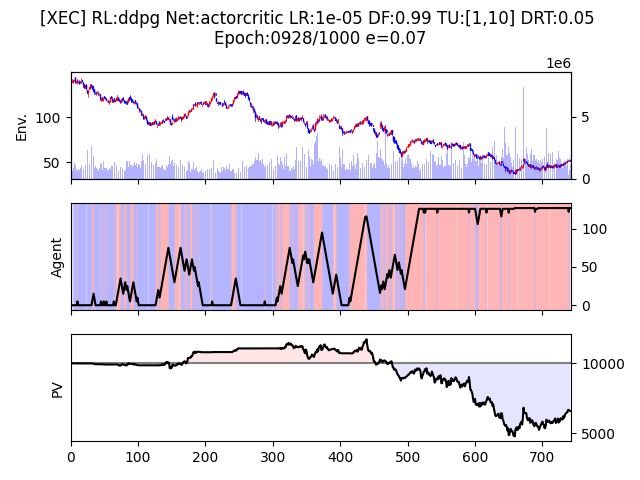 [XEC] RL:ddpg Net:actorcritic LR:1e-05 DF:0.99 TU:[1,10] DRT:0.05
Epoch:0928/1000 e=0.07
1e6
Env.
100
50
5
0
Agent
100
50
0
PV
10000
5000
0 100 200 300 400 500 600 700